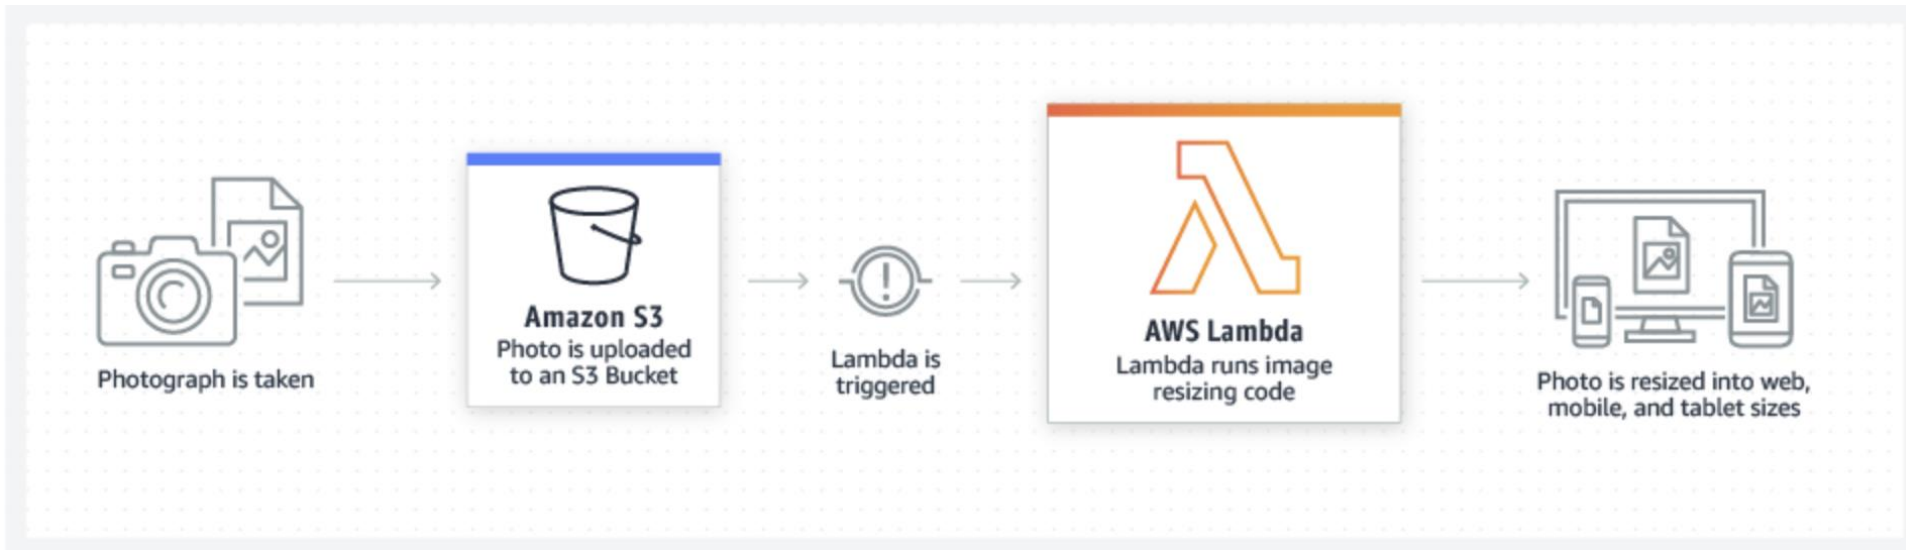 Photograph is taken
Amazon S3
Photo is uploaded
to an S3 Bucket
Lambda is
triggered
AWS Lambda
Lambda runs image
resizing code
Photo is resized into web,
mobile, and tablet sizes